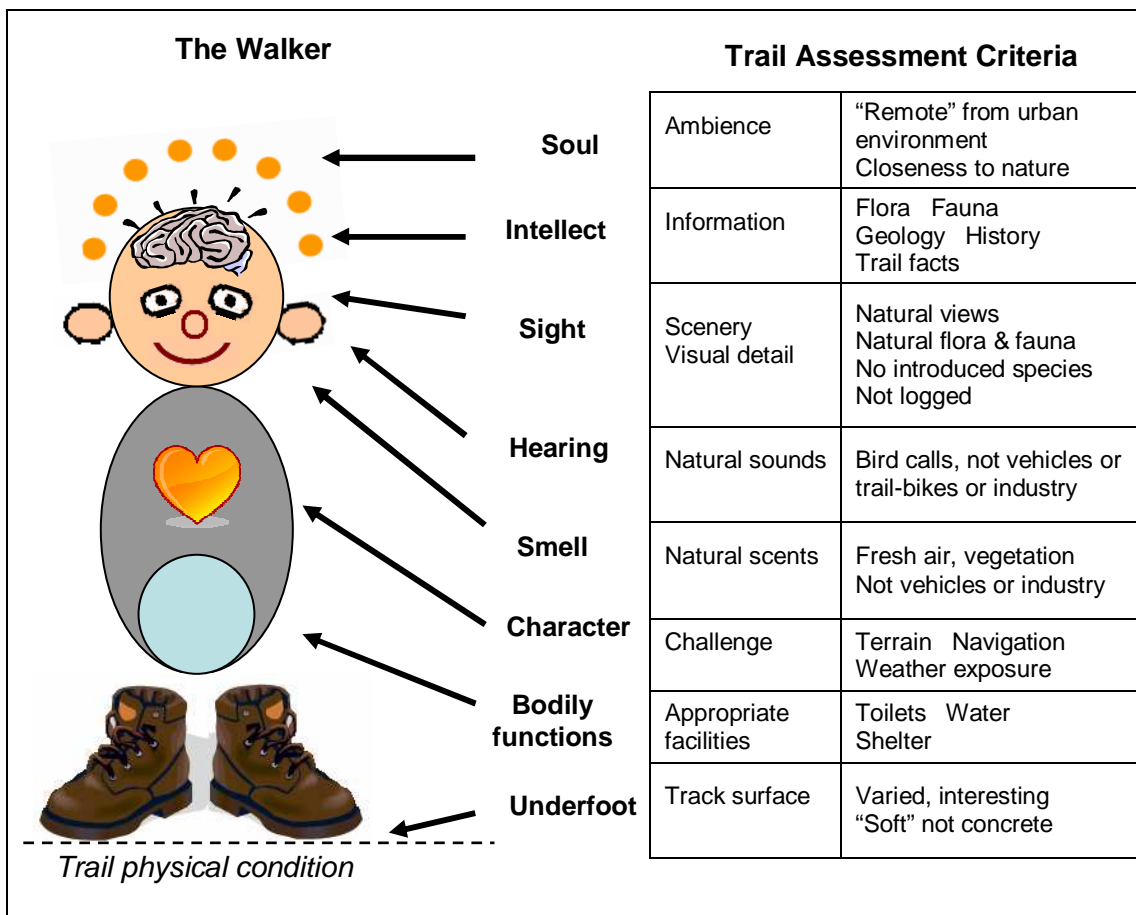 The Walker
Soul
Intellect
Sight
Hearing
Smell
Character
Bodily
functions
Underfoot
Trail physical condition
Trail Assessment Criteria
Ambience
“Remote” from urban
environment
Closeness to nature
Information
Flora Fauna
Geology History
Trail facts
Scenery
Visual detail
Natural views
Natural flora & fauna
No introduced species
Not logged
Natural sounds
Bird calls, not vehicles or
trail-bikes or industry
Natural scents
Fresh air, vegetation
Not vehicles or industry
Challenge
Terrain Navigation
Weather exposure
Appropriate
facilities
Toilets Water
Shelter
Track surface
Varied, interesting
“Soft” not concrete